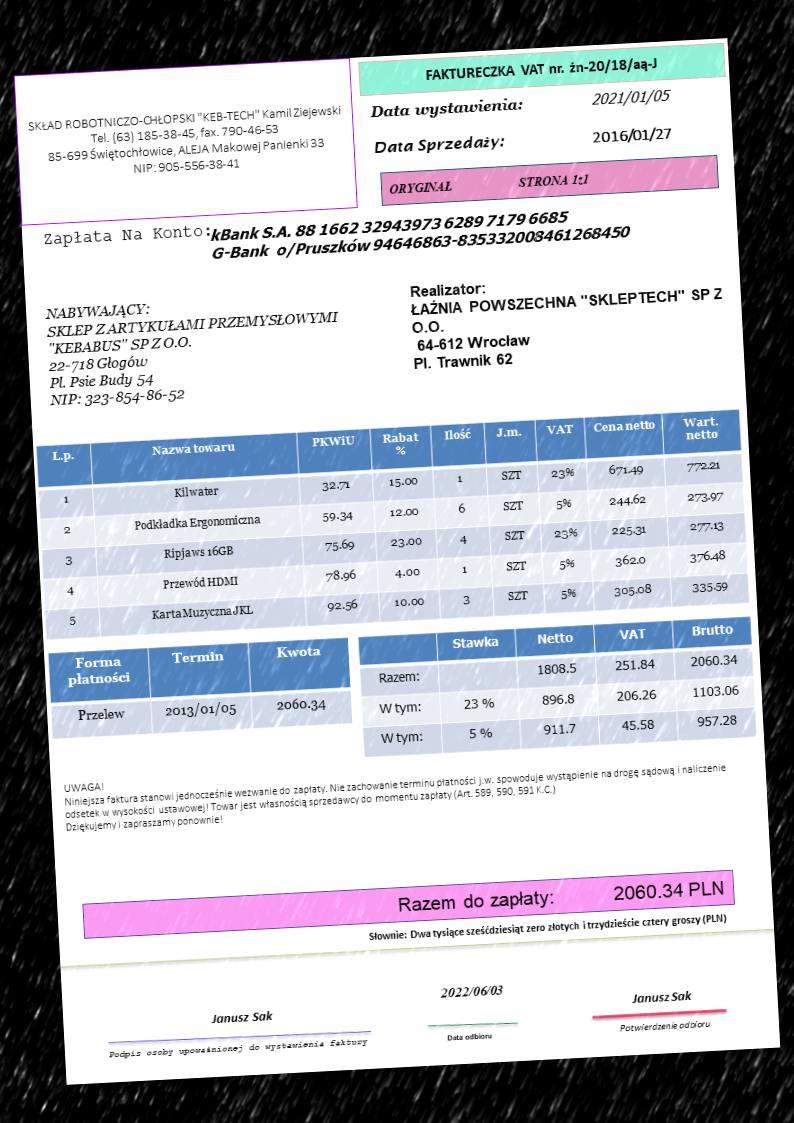 SKŁAD ROBOTNICZO-CHŁOPSKI "KEB-TECH" Kamil Ziejewski
Tel. (63) 185-38-45, fax. 790-46-53
85-699 Świętochłowice, ALEJA Makowej Panienki 33
NIP: 905-556-38-41
FAKTURECZKA VAT nr. żn-20/18/aą-J
Data wystawienia: 2021/01/05
Data Sprzedaży: 2016/01/27
ORYGINAŁ STRONA 1z1
Zapłata Na Konto: kBank S.A. 88 1662 32943973 6289 7179 6685
G-Bank o/Pruszków 94646863-835332008461268450
NABYWAJĄCY:
SKLEP Z ARTYKUŁAMI PRZEMYSŁOWYMI
"KEBABUS" SP Z O.O.
22-718 Głogów
Pl. Psie Budy 54
NIP: 323-854-86-52
Realizator:
ŁAŹNIA POWSZECHNA "SKLEPTECH" SP Z
O.O.
64-612 Wrocław
Pl. Trawnik 62
L.p. Nazwa towaru PKWiU Rabat % Ilość J.m. VAT Cena netto Wart. netto
1 Kilwater 32.71 15.00 1 SZT 23% 671.49 772.21
2 Podkładka Ergonomiczna 59.34 12.00 6 SZT 5% 244.62 273.97
3 Ripjaws 16GB 75.69 23.00 4 SZT 23% 225.31 277.13
4 Przewód HDMI 78.96 4.00 1 SZT 5% 362.0 376.48
5 Karta Muzyczna JKL 92.56 10.00 3 SZT 5% 305.08 335.59
Forma płatności Termin Kwota
Przelew 2013/01/05 2060.34
Stawka Netto VAT Brutto
Razem: 1808.5 251.84 2060.34
W tym: 23 % 896.8 206.26 1103.06
W tym: 5 % 911.7 45.58 957.28
UWAGA!
Niniejsza faktura stanowi jednocześnie wezwanie do zapłaty. Nie zachowanie terminu płatności j.w. spowoduje wystąpienie na drogę sądową i naliczenie
odsetek w wysokości ustawowej! Towar jest własnością sprzedawcy do momentu zapłaty (Art. 589, 590, 591 K.C.)
Dziękujemy i zapraszamy ponownie!
Razem do zapłaty: 2060.34 PLN
Słownie: Dwa tysiące sześćdziesiąt zero złotych i trzydzieście cztery groszy (PLN)
Janusz Sak
Podpis osoby upoważnionej do wystawienia faktury
2022/06/03
Data odbioru
Janusz Sak
Potwierdzenie odbioru